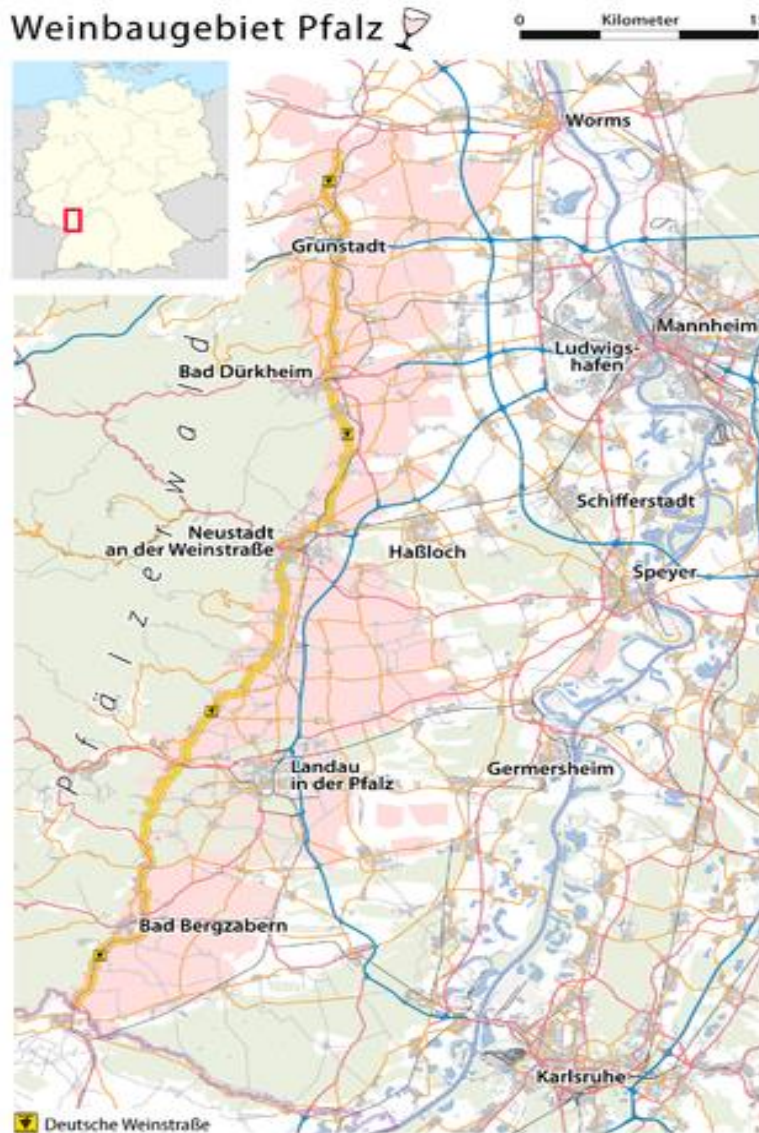 Weinbaugebiet Pfalz
0 Kilometer
Worms
Grünstadt
Mannheim
Ludwigs-
hafen
Bad Dürkheim
Pfälzerwald
Schifferstadt
Neustadt
an der Weinstraße
Haßloch
Speyer
Landau
in der Pfalz
Germersheim
Bad Bergzabern
Karlsruhe
Deutsche Weinstraße